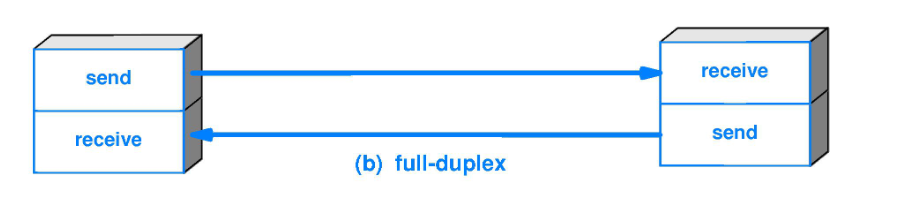 send
receive
receive
send
(b) full-duplex